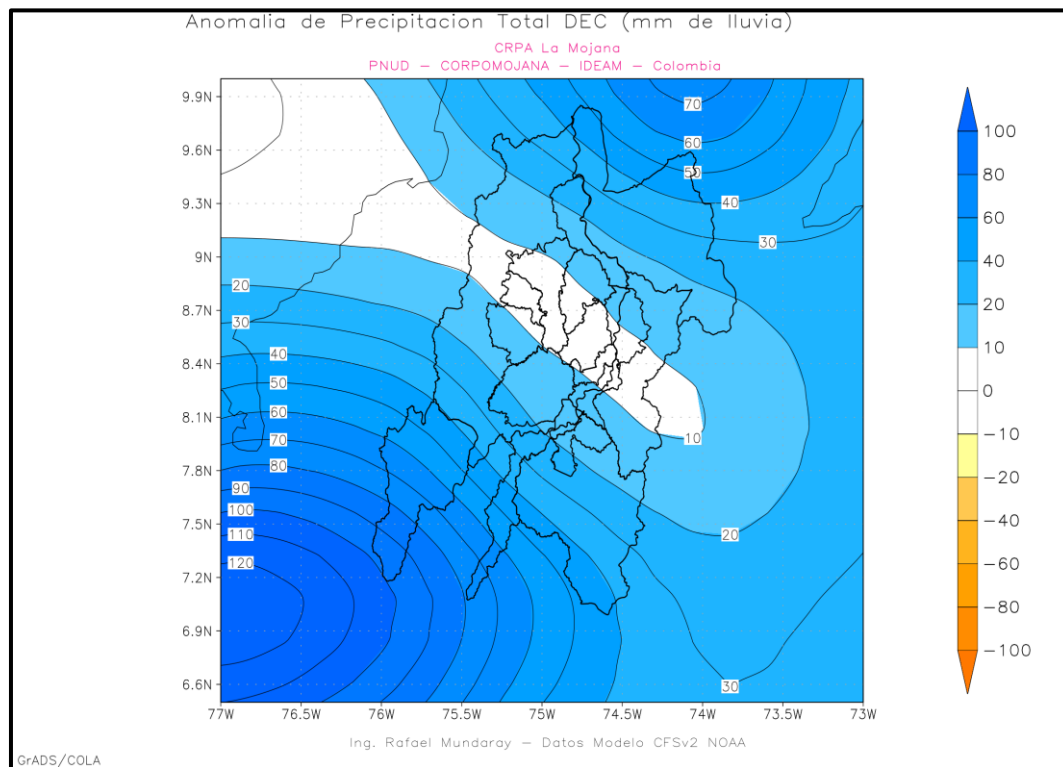 Anomalia de Precipitacion Total DEC (mm de lluvia)
CRPA La Mojana
PNUD – CORPOMOJANA – IDEAM – Colombia
9.9N
9.6N
9.3N
9N
8.7N
8.4N
8.1N
7.8N
7.5N
7.2N
6.9N
6.6N
70
60
50
40
30
20
30
40
50
60
70
80
90
100
110
120
10
20
30
77W
76.5W
76W
75.5W
75W
74.5W
74W
73.5W
73W
100
80
60
40
20
10
0
−10
−20
−40
−60
−80
−100
Ing. Rafael Mundaray – Datos Modelo CFSv2 NOAA
GrADS/COLA